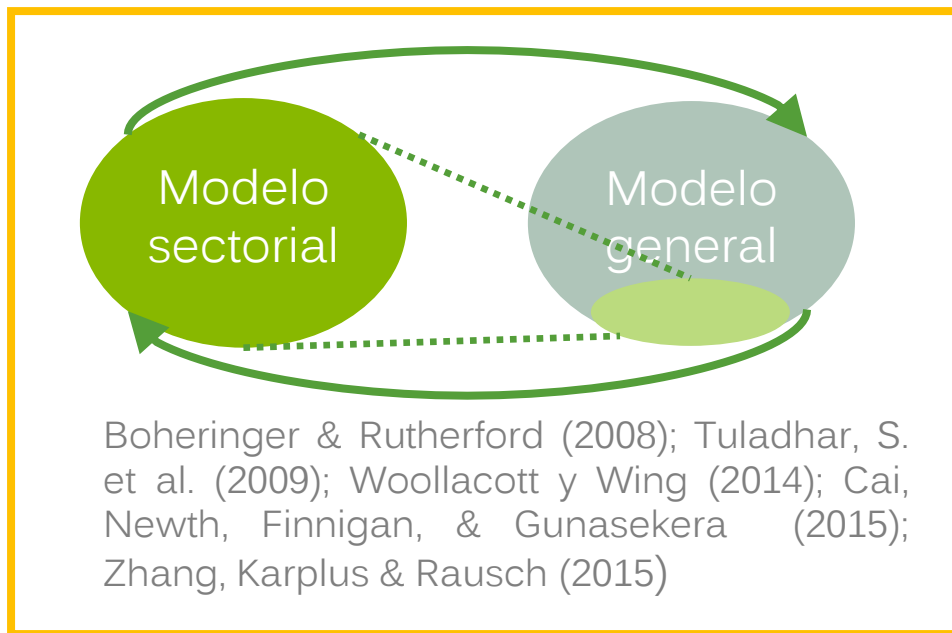 Modelo
sectorial
Modelo
general
Boheringer & Rutherford (2008); Tuladhar, S.
et al. (2009); Woollacott y Wing (2014); Cai,
Newth, Finnigan, & Gunasekera (2015);
Zhang, Karplus & Rausch (2015)